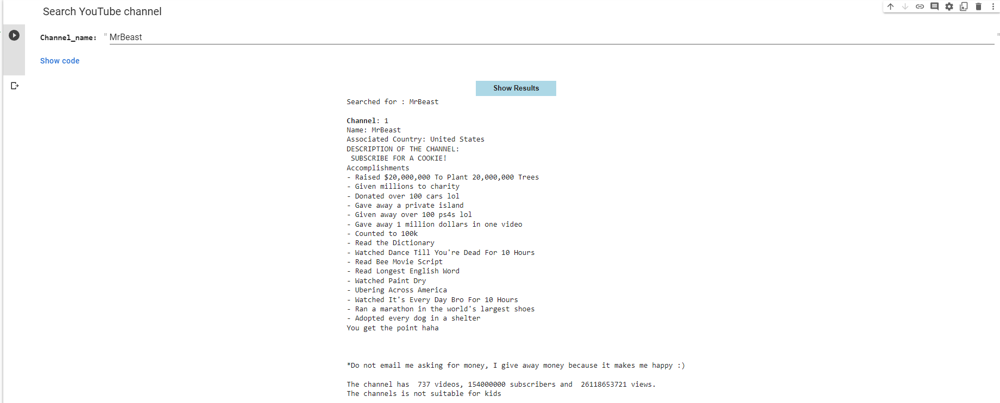 Search YouTube channel
Channel_name: " MrBeast "
Show code
Show Results
Searched for : MrBeast
Channel: 1
Name: MrBeast
Associated Country: United States
DESCRIPTION OF THE CHANNEL:
SUBSCRIBE FOR A COOKIE!
Accomplishments
- Raised $20,000,000 To Plant 20,000,000 Trees
- Given millions to charity
- Donated over 100 cars lol
- Gave away a private island
- Given away over 100 ps4s lol
- Gave away 1 million dollars in one video
- Counted to 100k
- Read the Dictionary
- Watched Dance Till You're Dead For 10 Hours
- Read Bee Movie Script
- Read Longest English Word
- Watched Paint Dry
- Ubering Across America
- Watched It's Every Day Bro For 10 Hours
- Ran a marathon in the world's largest shoes
- Adopted every dog in a shelter
You get the point haha
*Do not email me asking for money, I give away money because it makes me happy :)
The channel has  737 videos, 154000000 subscribers and  26118653721 views.
The channels is not suitable for kids